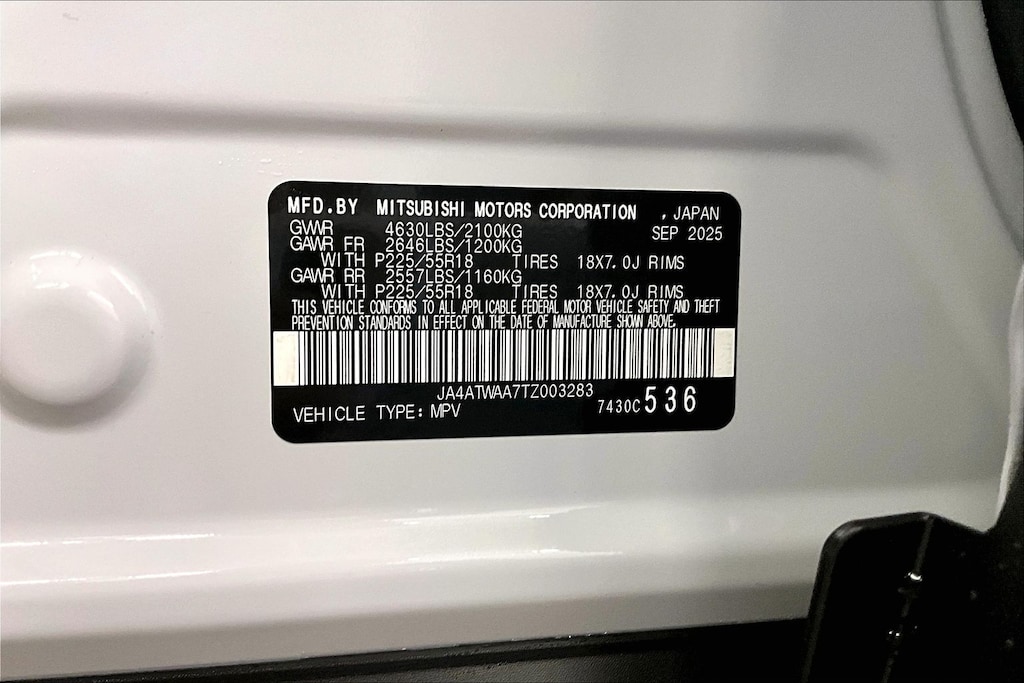 MFD.BY MITSUBISHI MOTORS CORPORATION , JAPAN
GVWR 4630LBS/2100KG SEP 2025
GAWR FR 2646LBS/1200KG
WITH P225/55R18 TIRES 18X7.0J RIMS
GAWR RR 2557LBS/1160KG
WITH P225/55R18 TIRES 18X7.0J RIMS
THIS VEHICLE CONFORMS TO ALL APPLICABLE FEDERAL MOTOR VEHICLE SAFETY AND THEFT
PREVENTION STANDARDS IN EFFECT ON THE DATE OF MANUFACTURE SHOWN ABOVE.
JA4ATWAA7TZ003283
VEHICLE TYPE: MPV 7430C 536